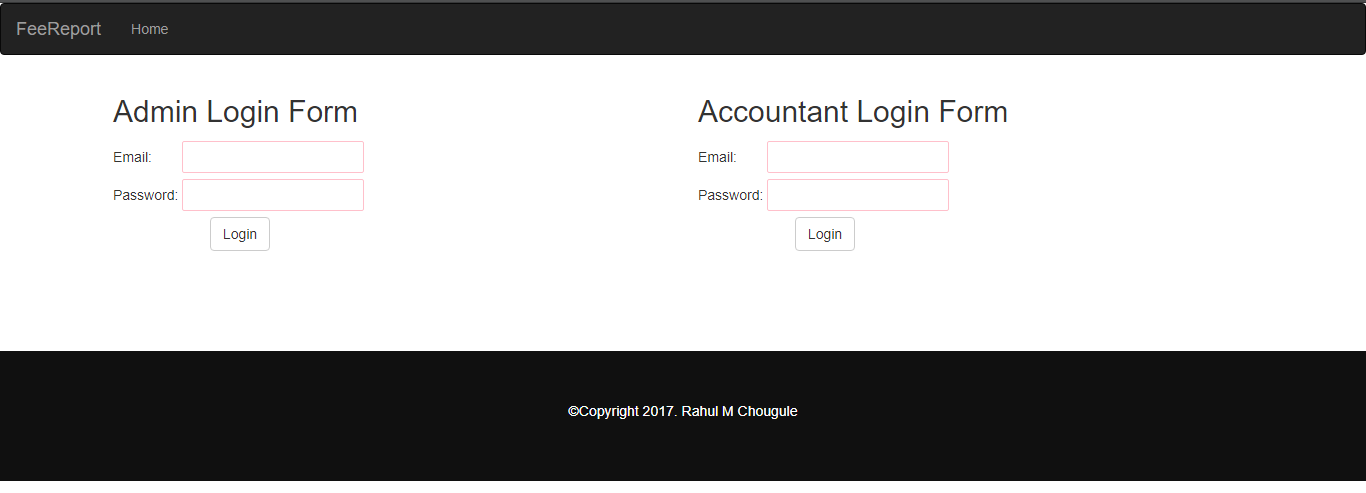 FeeReport Home
Admin Login Form
Email:
Password:
Login
Accountant Login Form
Email:
Password:
Login
©Copyright 2017. Rahul M Chougule